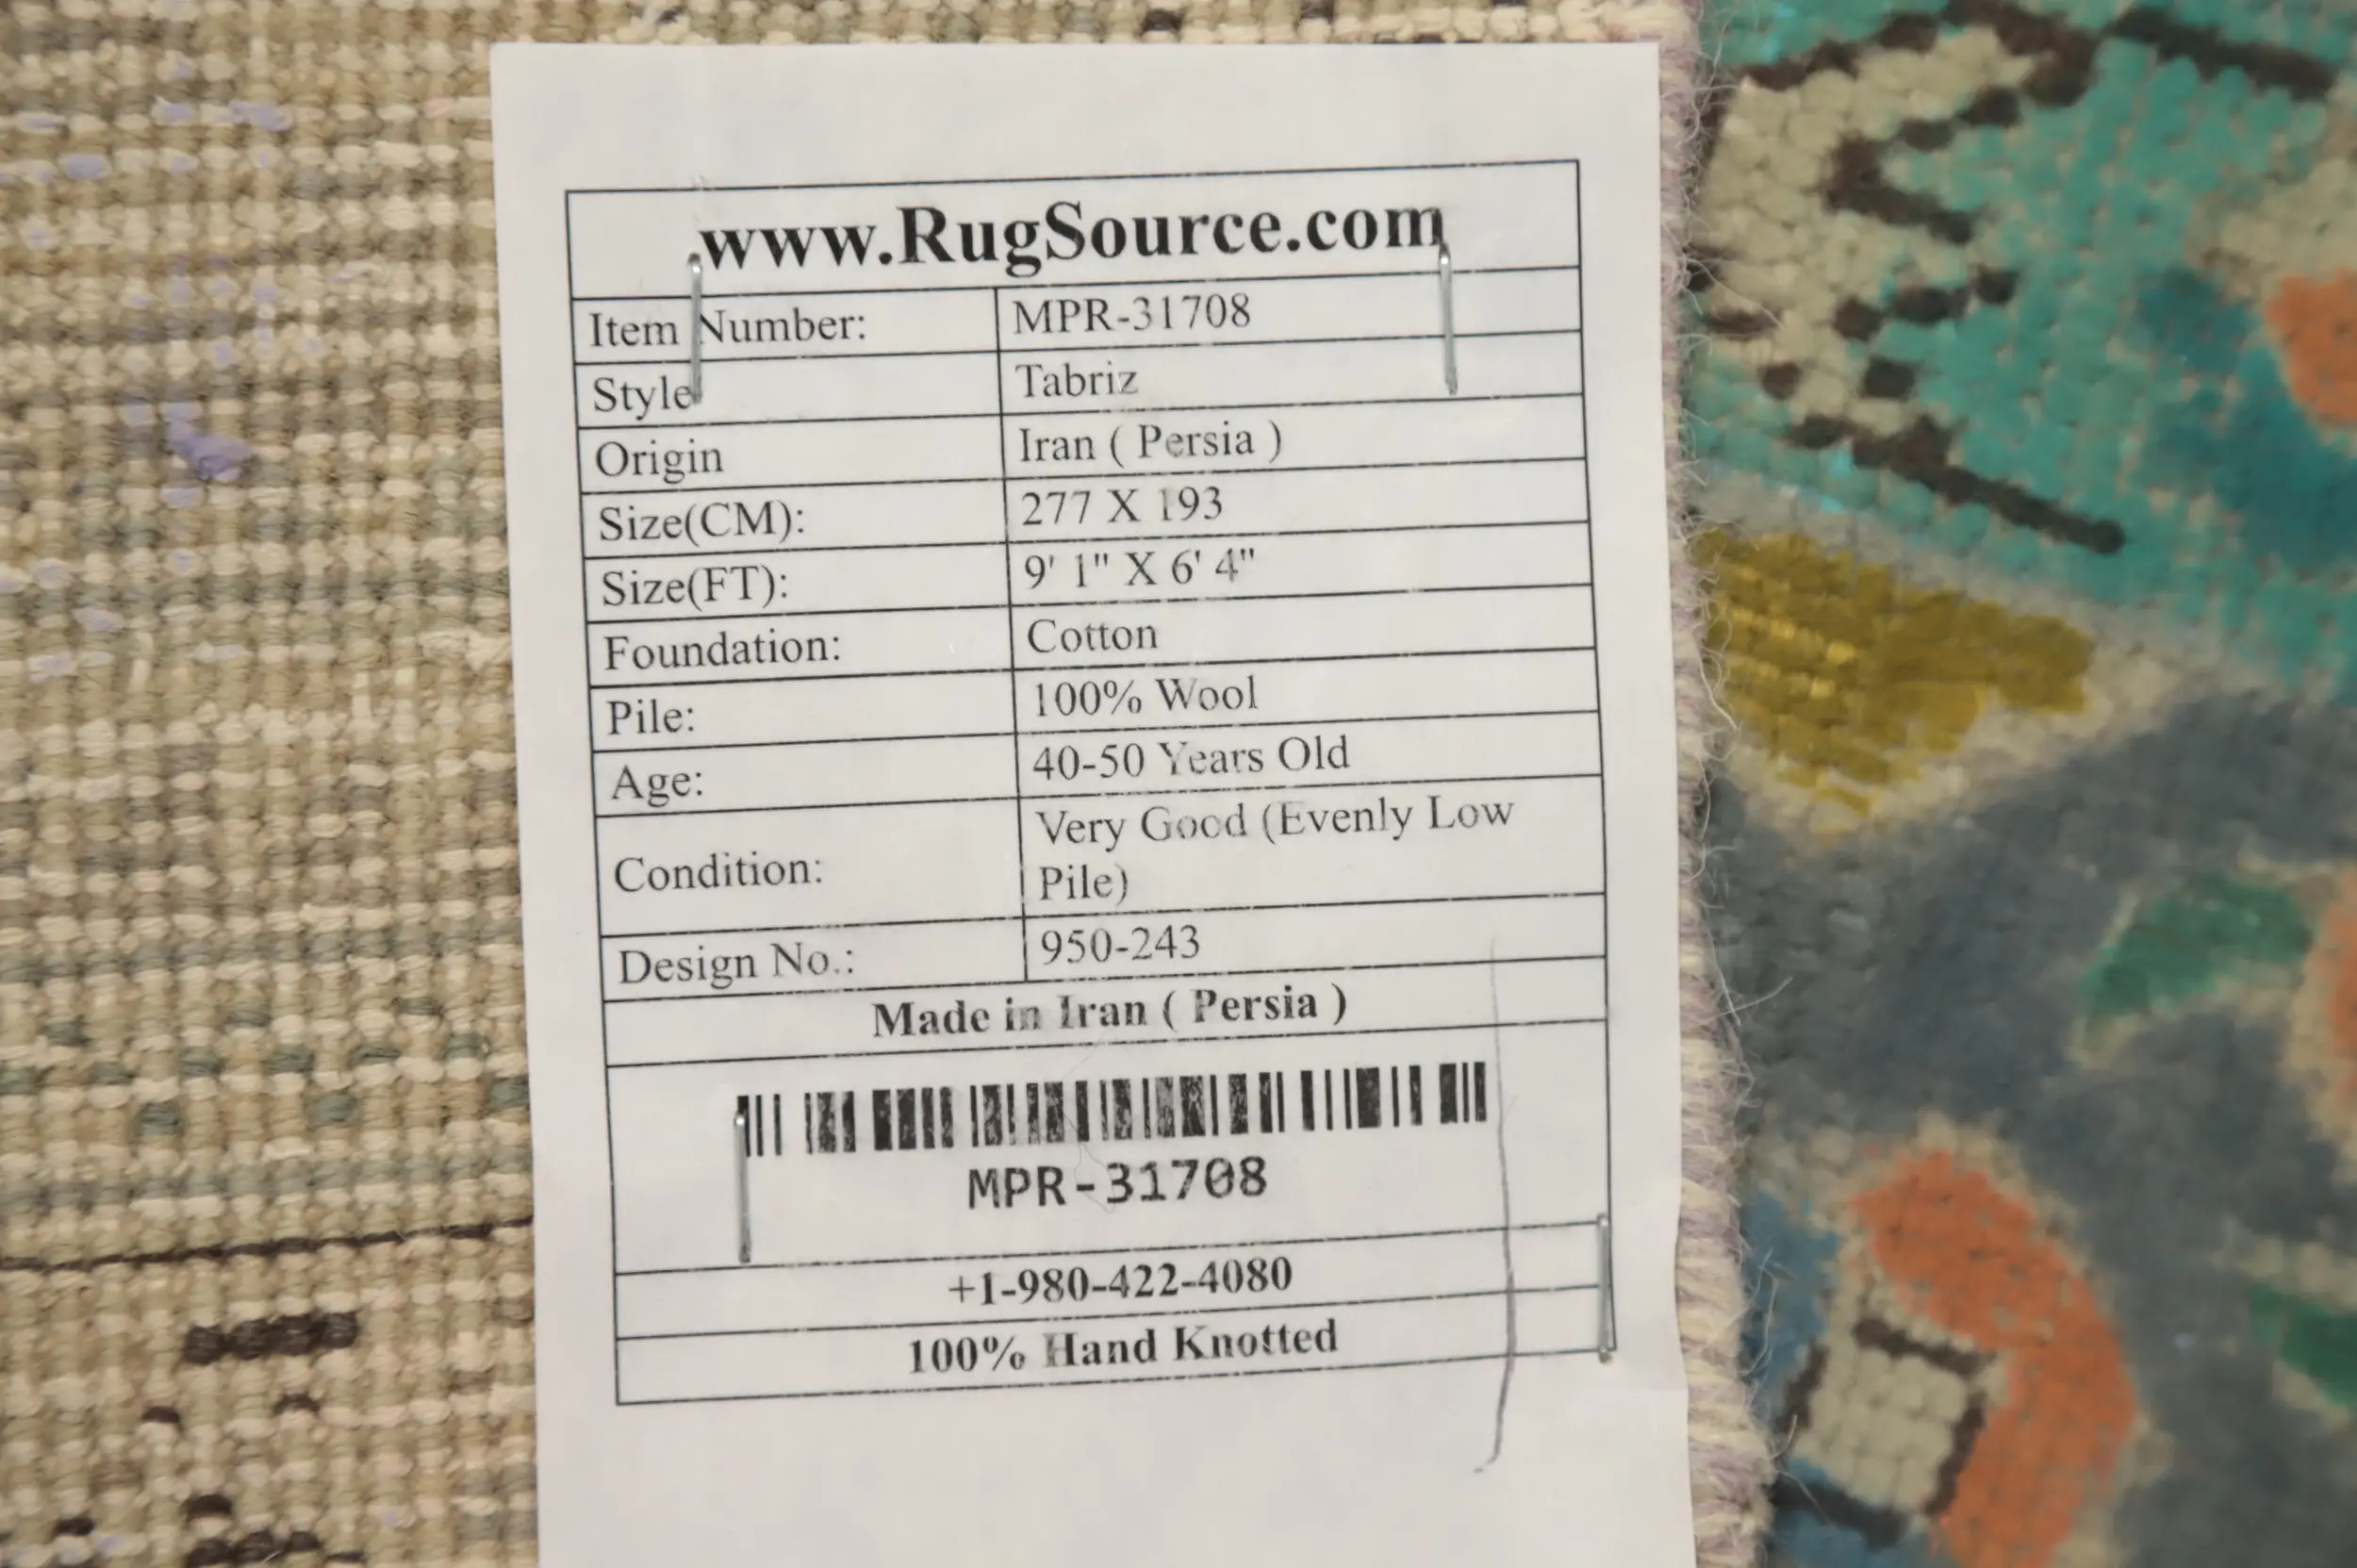 www.RugSource.com
Item Number: MPR-31708
Style Tabriz
Origin Iran ( Persia )
Size(CM): 277 X 193
Size(FT): 9' 1" X 6' 4"
Foundation: Cotton
Pile: 100% Wool
Age: 40-50 Years Old
Condition: Very Good (Evenly Low
Pile)
Design No.: 950-243
Made in Iran ( Persia )
MPR-31708
+1-980-422-4080
100% Hand Knotted